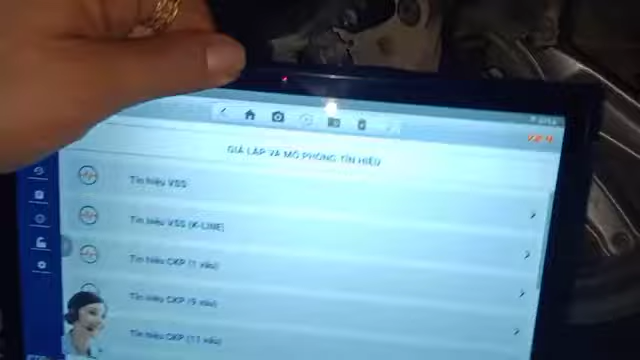 GIẢ LẬP VÀ MÔ PHỎNG TÍN HIỆU
Tín hiệu VSS
Tín hiệu VSS (K-LINE)
Tín hiệu CKP (1 xấu)
Tín hiệu CKP (9 xấu)
Tín hiệu CKP (11 xấu)